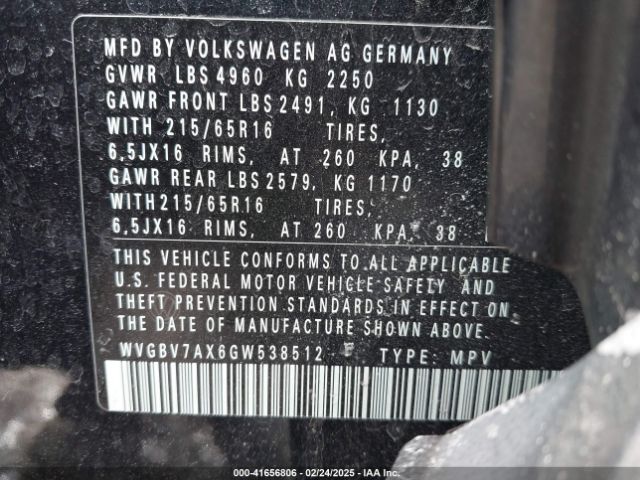 MFD BY VOLKSWAGEN AG GERMANY
GVWR LBS 4960 KG 2250
GAWR FRONT LBS 2491, KG 1130
WITH 215/65R16 TIRES,
6,5JX16 RIMS, AT 260 KPA, 38
GAWR REAR LBS 2579, KG 1170
WITH 215/65R16 TIRES,
6,5JX16 RIMS, AT 260 KPA, 38
THIS VEHICLE CONFORMS TO ALL APPLICABLE
U.S. FEDERAL MOTOR VEHICLE SAFETY AND
THEFT PREVENTION STANDARDS IN EFFECT ON
THE DATE OF MANUFACTURE SHOWN ABOVE.
WVGBV7AX6GW538512 TYPE: MPV
000-41656806 - 02/24/2025 - IAA Inc.